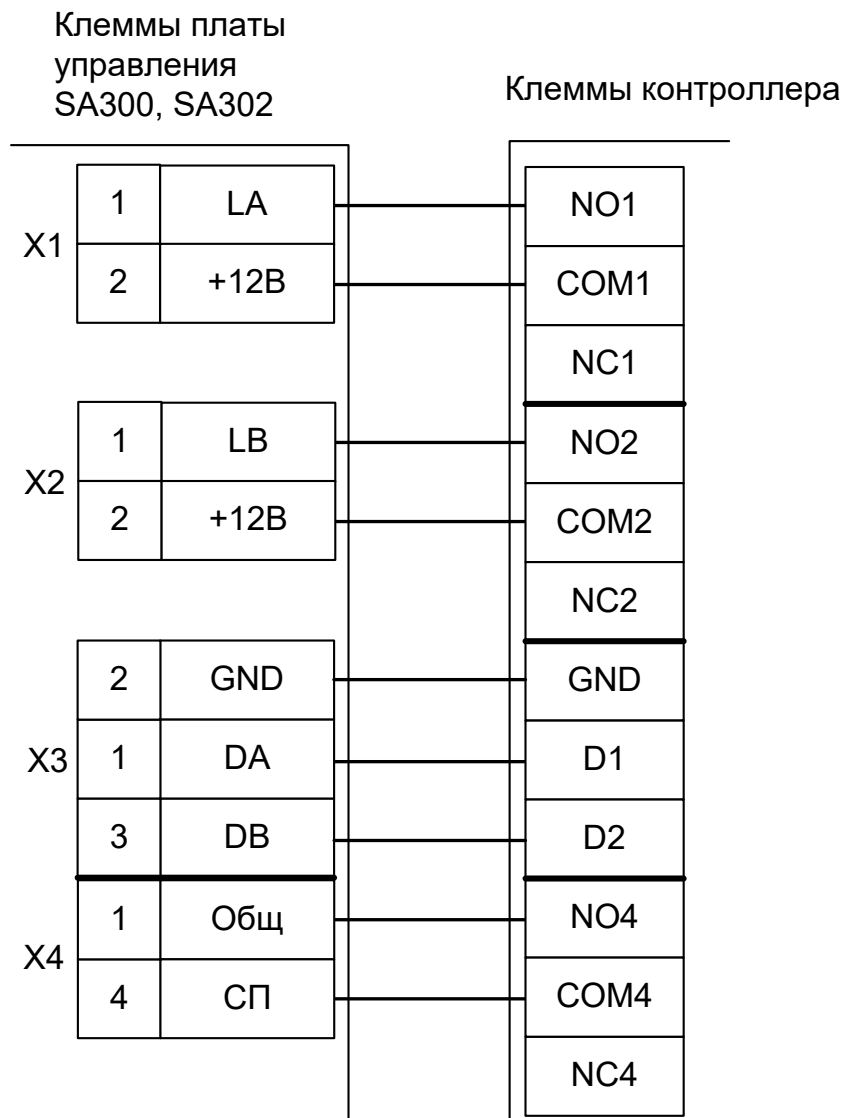 Клеммы платы
управления
SA300, SA302
Клеммы контроллера
X1
1 LA
2 +12В
NO1
COM1
NC1
X2
1 LB
2 +12В
NO2
COM2
NC2
X3
2 GND
1 DA
3 DB
GND
D1
D2
X4
1 Общ
4 СП
NO4
COM4
NC4